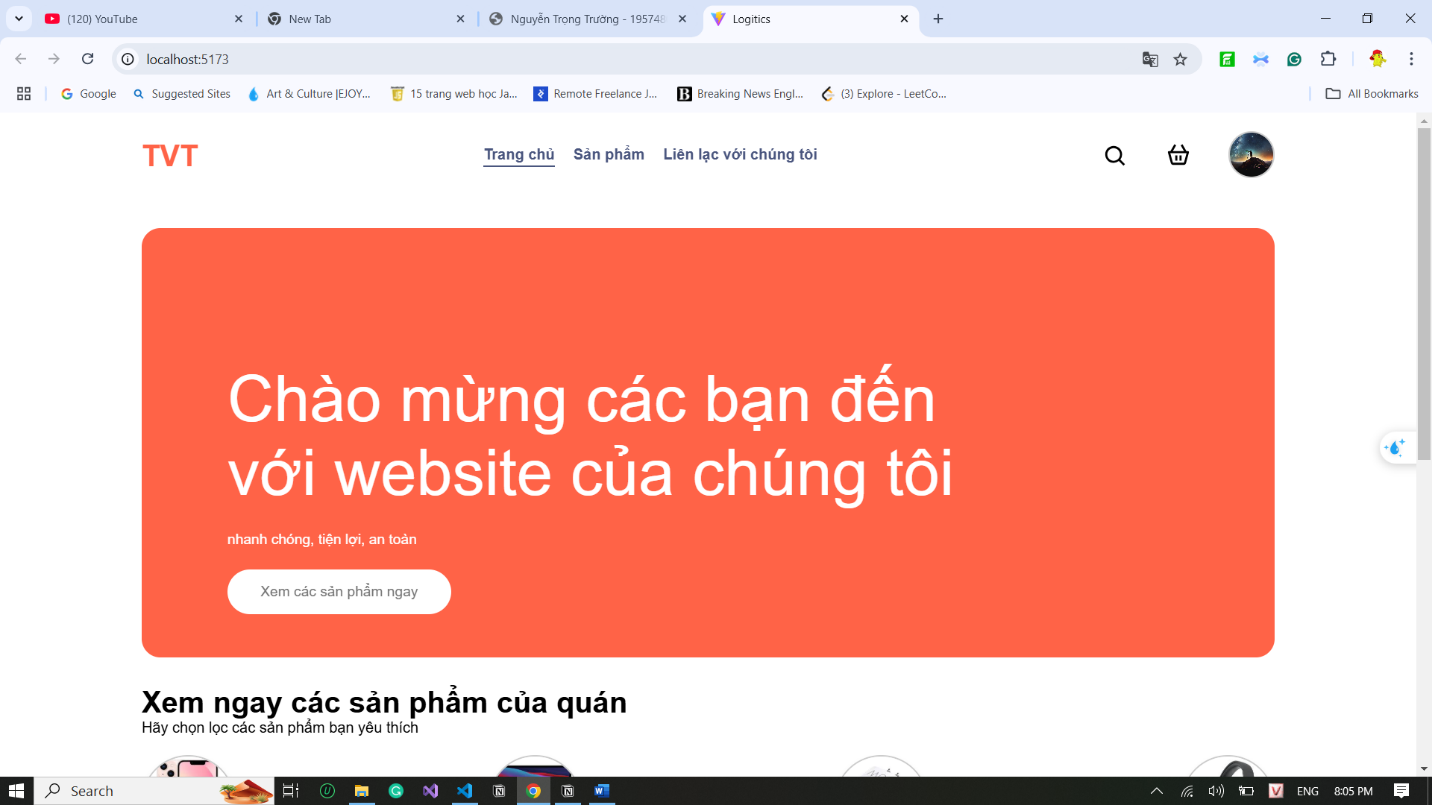 (120) YouTube
New Tab
Nguyễn Trọng Trường - 195748
Logitics
localhost:5173
Google
Suggested Sites
Art & Culture |EJOY...
15 trang web học Ja...
Remote Freelance J...
Breaking News Engl...
(3) Explore - LeetCo...
All Bookmarks
TVT
Trang chủ
Sản phẩm
Liên lạc với chúng tôi
Chào mừng các bạn đến
với website của chúng tôi
nhanh chóng, tiện lợi, an toàn
Xem các sản phẩm ngay
Xem ngay các sản phẩm của quán
Hãy chọn lọc các sản phẩm bạn yêu thích
Search
ENG
8:05 PM